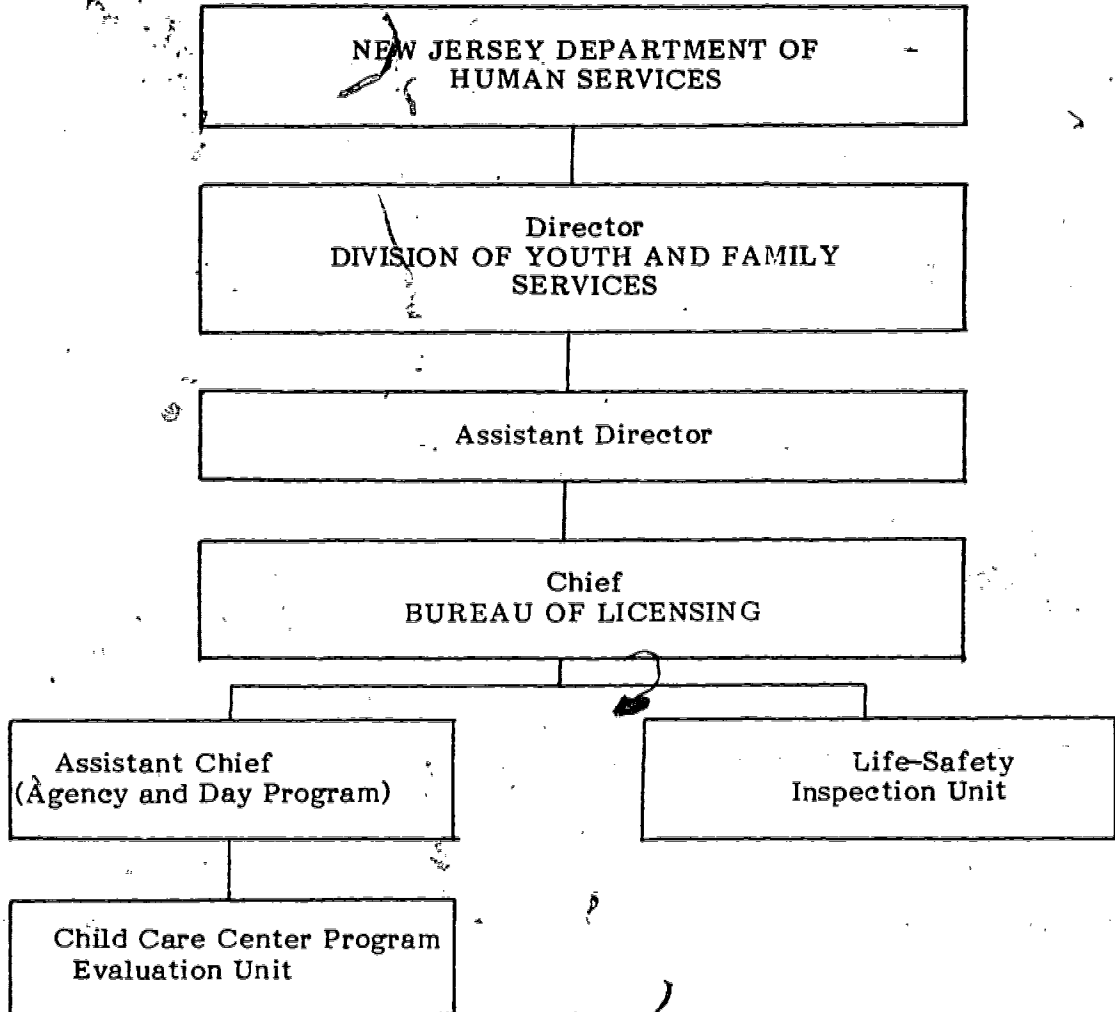 NEW JERSEY DEPARTMENT OF
HUMAN SERVICES
Director
DIVISION OF YOUTH AND FAMILY
SERVICES
Assistant Director
Chief
BUREAU OF LICENSING
Assistant Chief
(Agency and Day Program)
Life-Safety
Inspection Unit
Child Care Center Program
Evaluation Unit